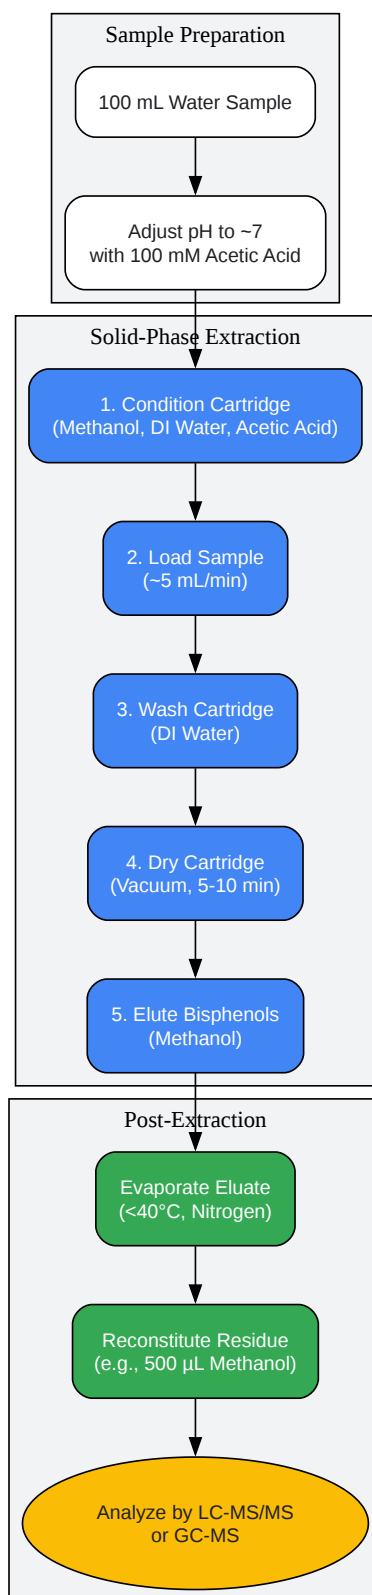 Sample Preparation
100 mL Water Sample
Adjust pH to ~7
with 100 mM Acetic Acid
Solid-Phase Extraction
1. Condition Cartridge
(Methanol, DI Water, Acetic Acid)
2. Load Sample
(~5 mL/min)
3. Wash Cartridge
(DI Water)
4. Dry Cartridge
(Vacuum, 5-10 min)
5. Elute Bisphenols
(Methanol)
Post-Extraction
Evaporate Eluate
(<40°C, Nitrogen)
Reconstitute Residue
(e.g., 500 µL Methanol)
Analyze by LC-MS/MS
or GC-MS